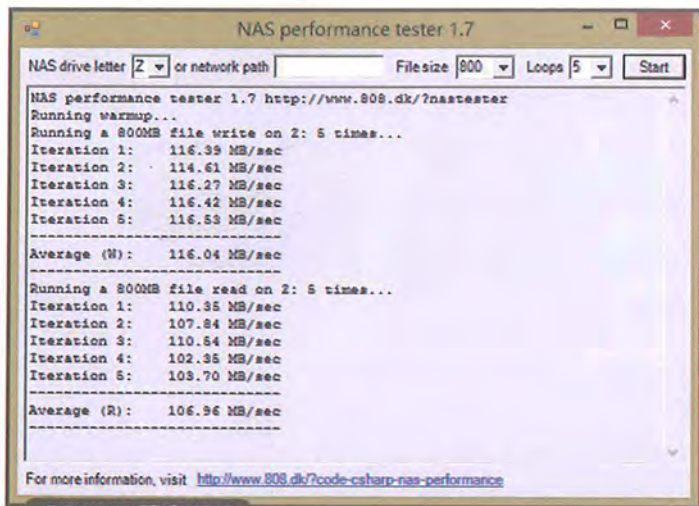 NAS performance tester 1.7
NAS drive letter Z or network path File size 800 Loops 5 Start
NAS performance tester 1.7 http://www.808.dk/?nastester
Running warmup...
Running a 800MB file write on Z: 5 times...
Iteration 1: 116.39 MB/sec
Iteration 2: 114.61 MB/sec
Iteration 3: 116.27 MB/sec
Iteration 4: 116.42 MB/sec
Iteration 5: 116.53 MB/sec
------------------------------
Average (W): 116.04 MB/sec
------------------------------
Running a 800MB file read on Z: 5 times...
Iteration 1: 110.35 MB/sec
Iteration 2: 107.84 MB/sec
Iteration 3: 110.54 MB/sec
Iteration 4: 102.35 MB/sec
Iteration 5: 103.70 MB/sec
------------------------------
Average (R): 106.96 MB/sec
------------------------------
For more information, visit http://www.808.dk/?code-csharp-nas-performance